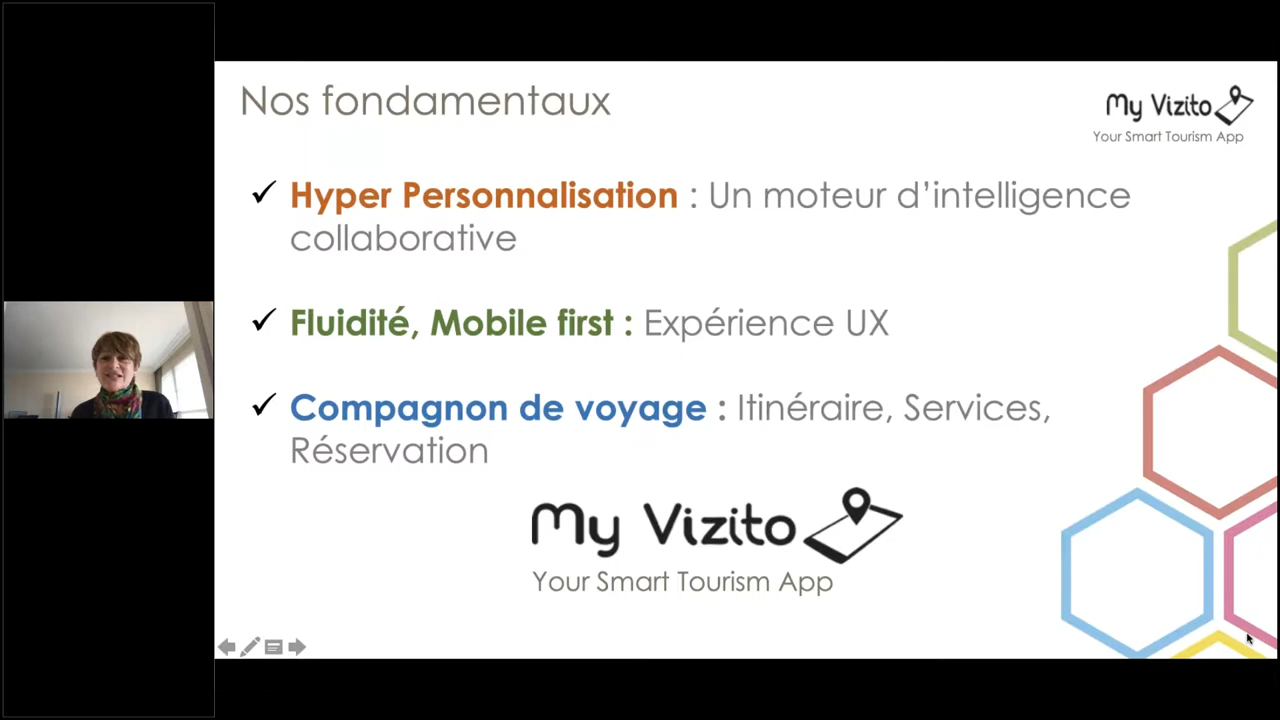 Nos fondamentaux
My Vizito
Your Smart Tourism App
Hyper Personnalisation : Un moteur d’intelligence
collaborative
Fluidité, Mobile first : Expérience UX
Compagnon de voyage : Itinéraire, Services,
Réservation
My Vizito
Your Smart Tourism App